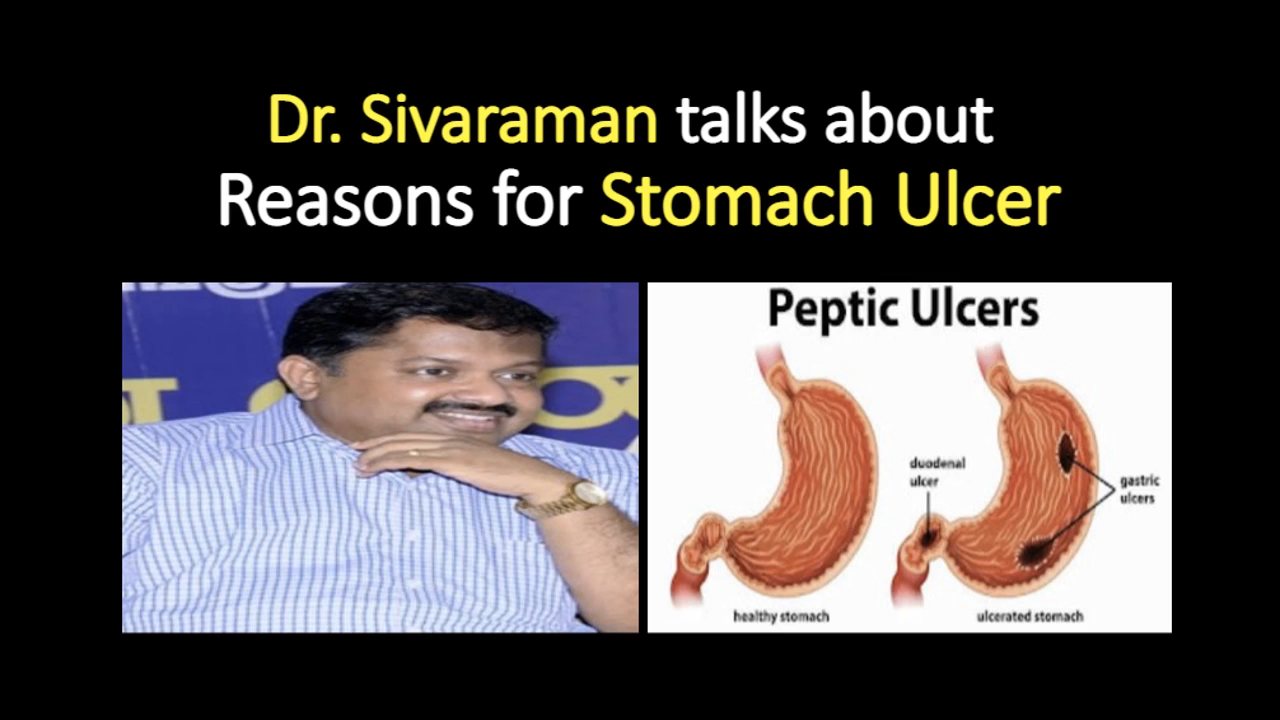 Dr. Sivaraman talks about
Reasons for Stomach Ulcer
Peptic Ulcers
duodenal
ulcer
gastric
ulcers
healthy stomach
ulcerated stomach